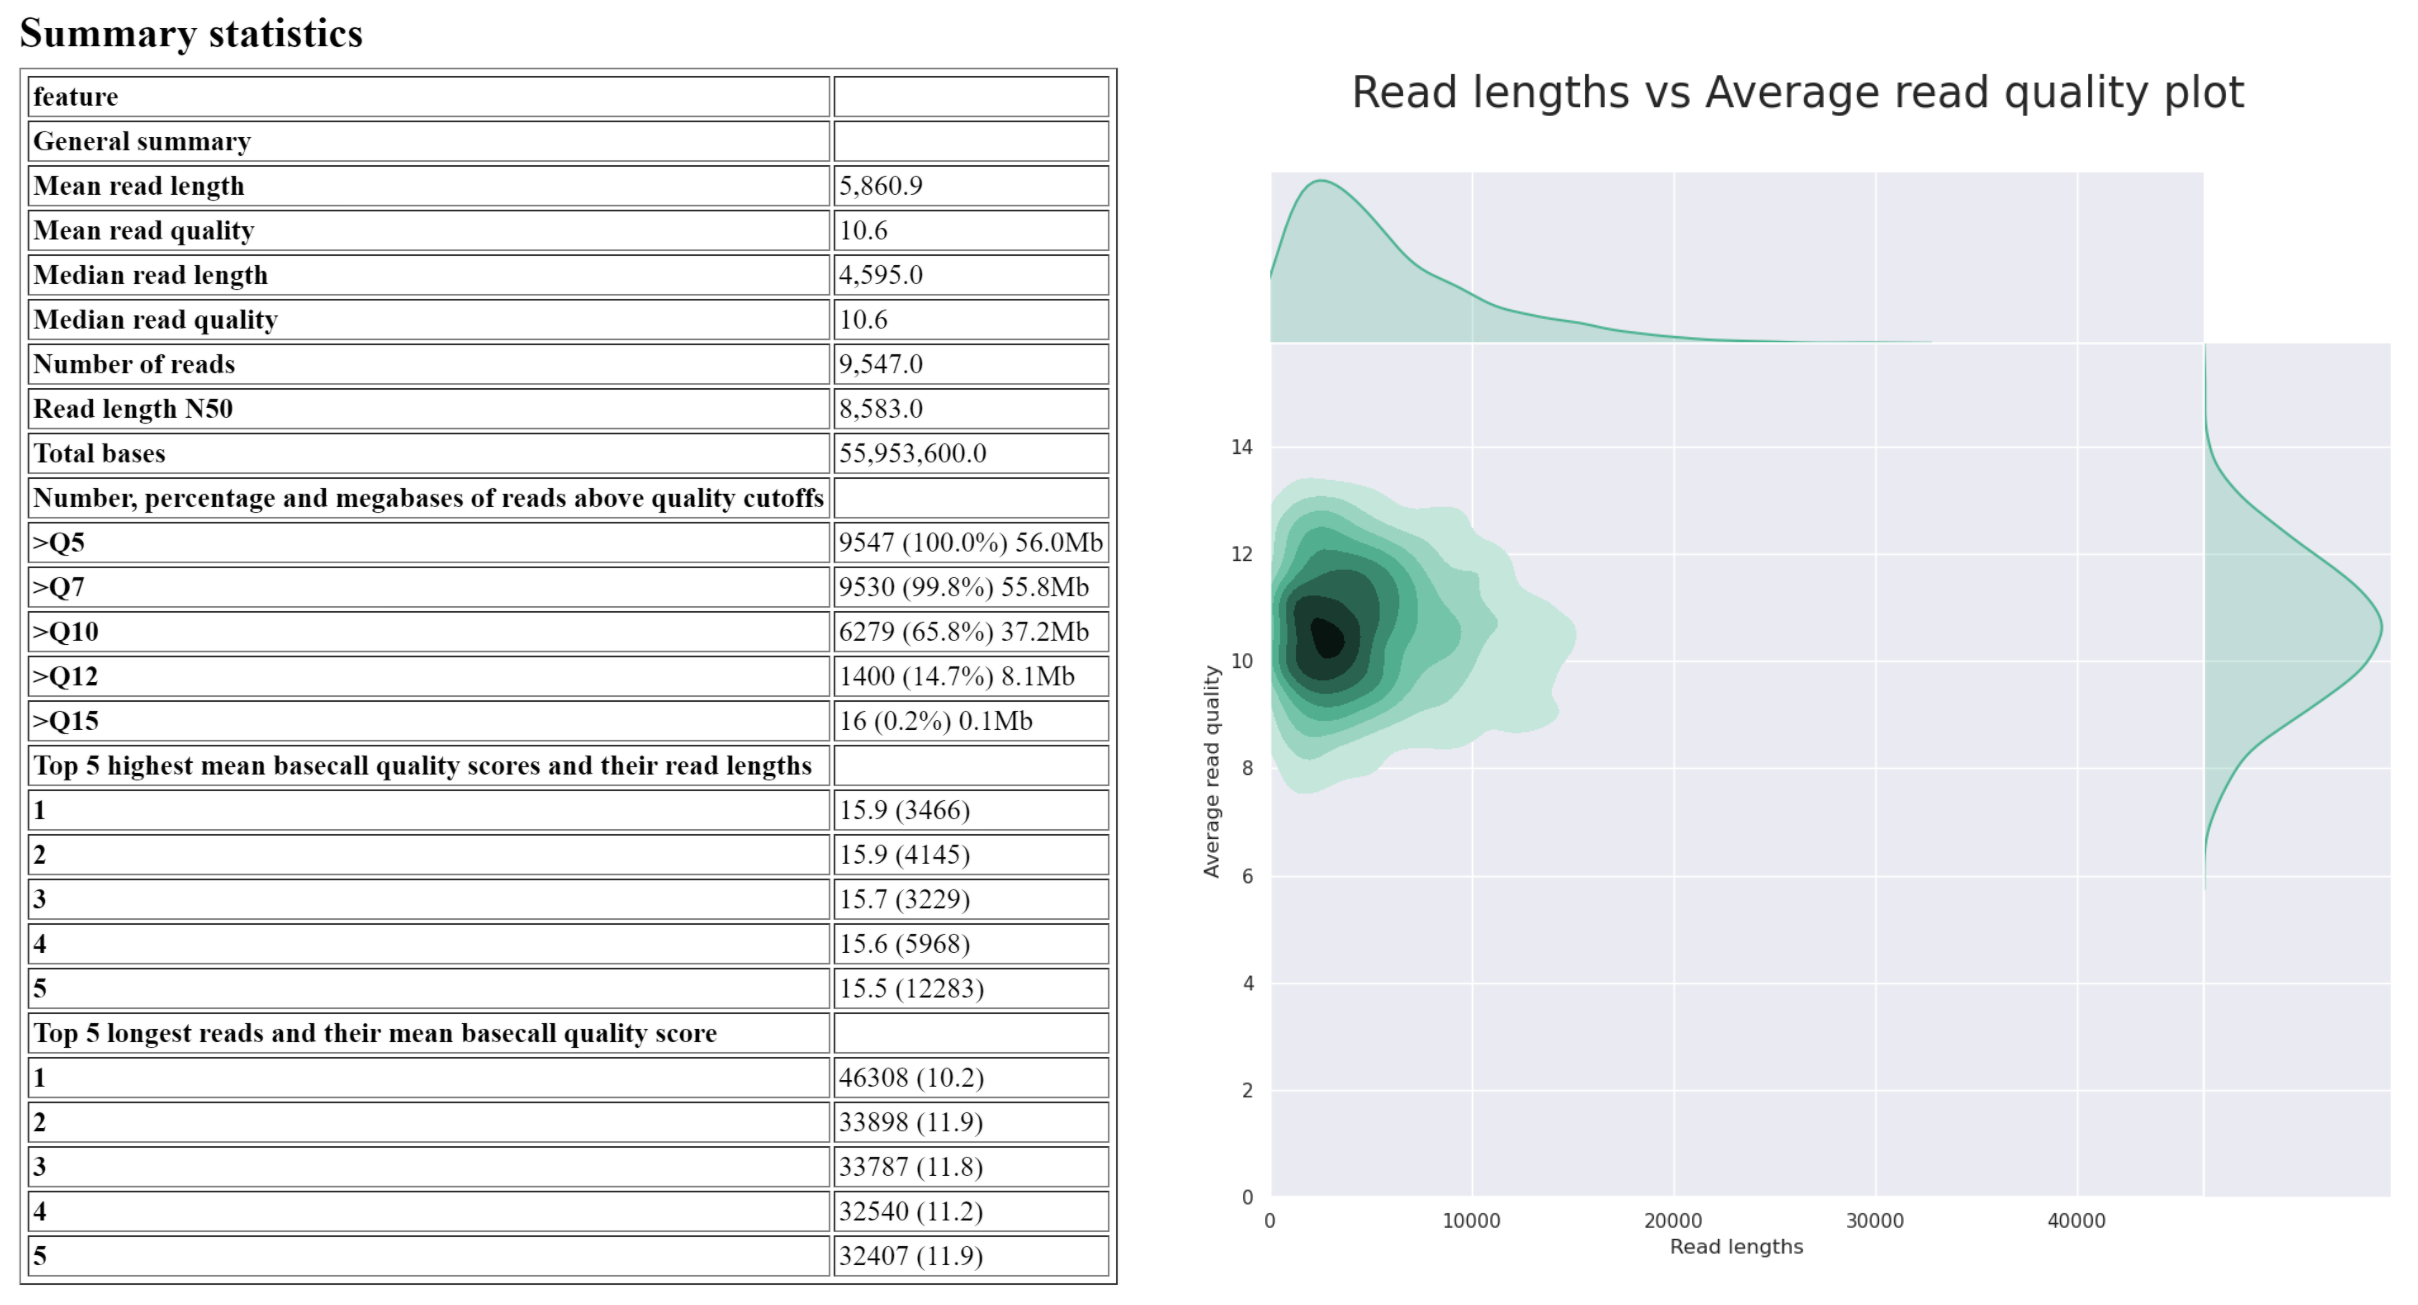 Summary statistics
feature
General summary
Mean read length 5,860.9
Mean read quality 10.6
Median read length 4,595.0
Median read quality 10.6
Number of reads 9,547.0
Read length N50 8,583.0
Total bases 55,953,600.0
Number, percentage and megabases of reads above quality cutoffs
>Q5 9547 (100.0%) 56.0Mb
>Q7 9530 (99.8%) 55.8Mb
>Q10 6279 (65.8%) 37.2Mb
>Q12 1400 (14.7%) 8.1Mb
>Q15 16 (0.2%) 0.1Mb
Top 5 highest mean basecall quality scores and their read lengths
1 15.9 (3466)
2 15.9 (4145)
3 15.7 (3229)
4 15.6 (5968)
5 15.5 (12283)
Top 5 longest reads and their mean basecall quality score
1 46308 (10.2)
2 33898 (11.9)
3 33787 (11.8)
4 32540 (11.2)
5 32407 (11.9)
Read lengths vs Average read quality plot
Average read quality
14
12
10
8
6
4
2
0
0 10000 20000 30000 40000
Read lengths